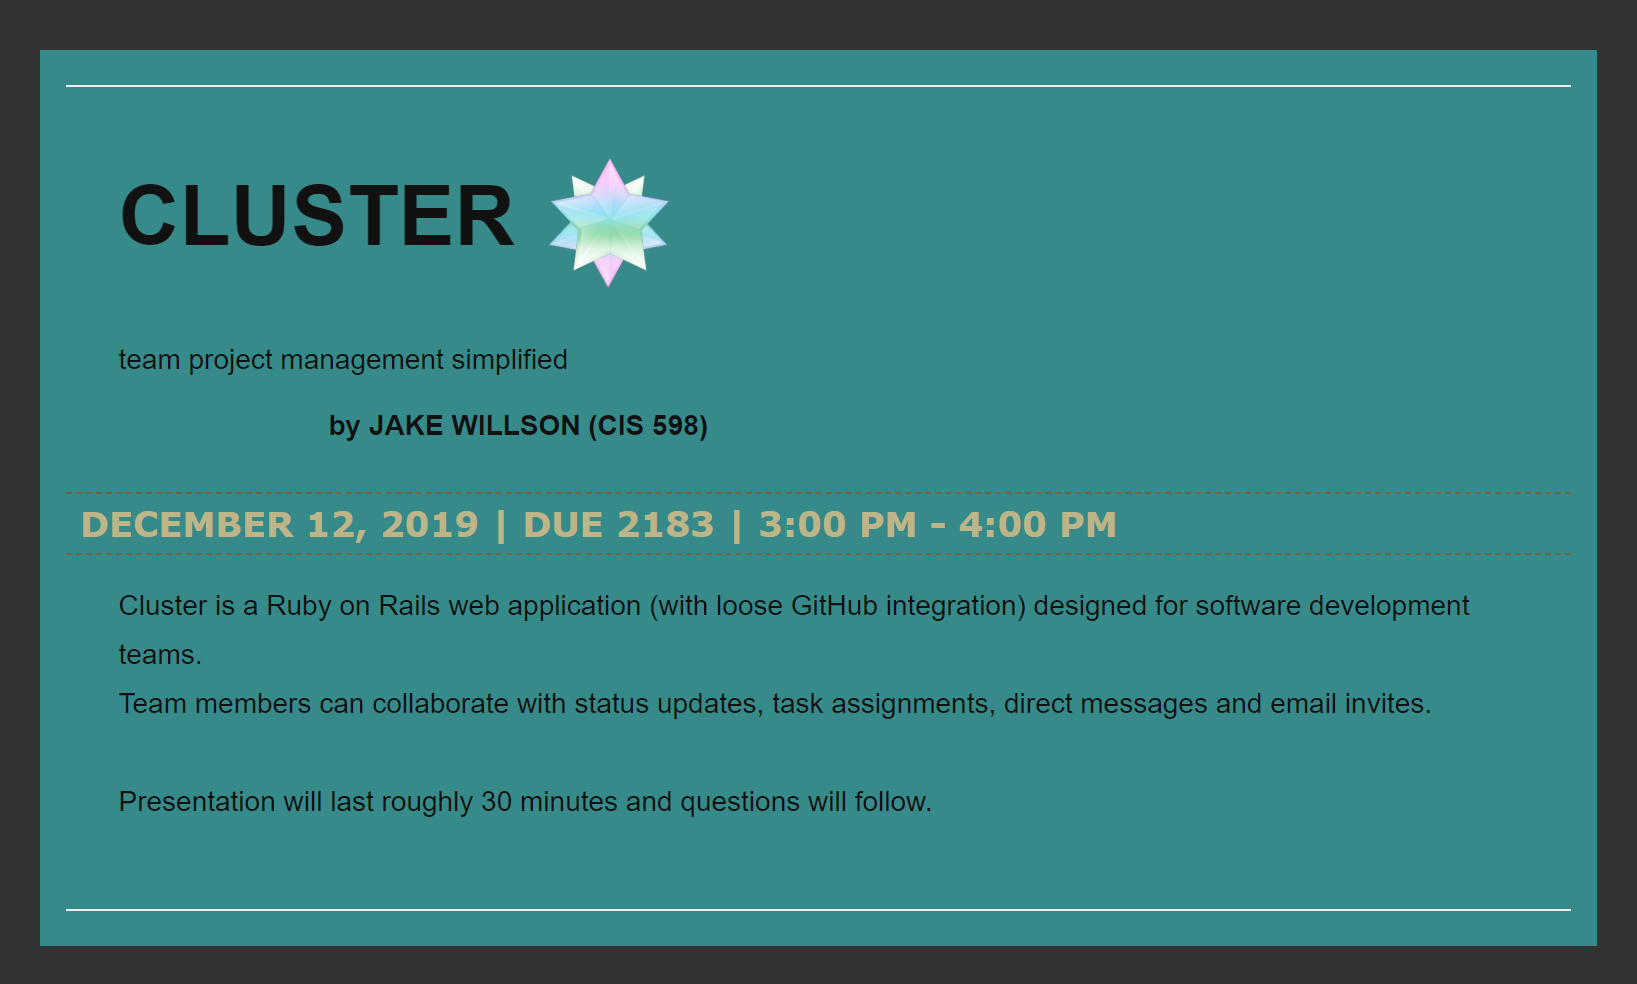 CLUSTER
team project management simplified
by JAKE WILLSON (CIS 598)
DECEMBER 12, 2019 | DUE 2183 | 3:00 PM – 4:00 PM
Cluster is a Ruby on Rails web application (with loose GitHub integration) designed for software development
teams.
Team members can collaborate with status updates, task assignments, direct messages and email invites.
Presentation will last roughly 30 minutes and questions will follow.